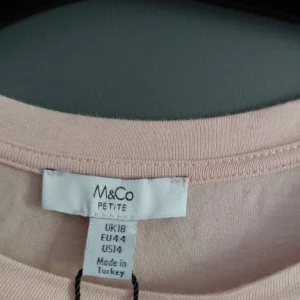 M&Co
PETITE
UK18
EU44
US14
Made in
Turkey